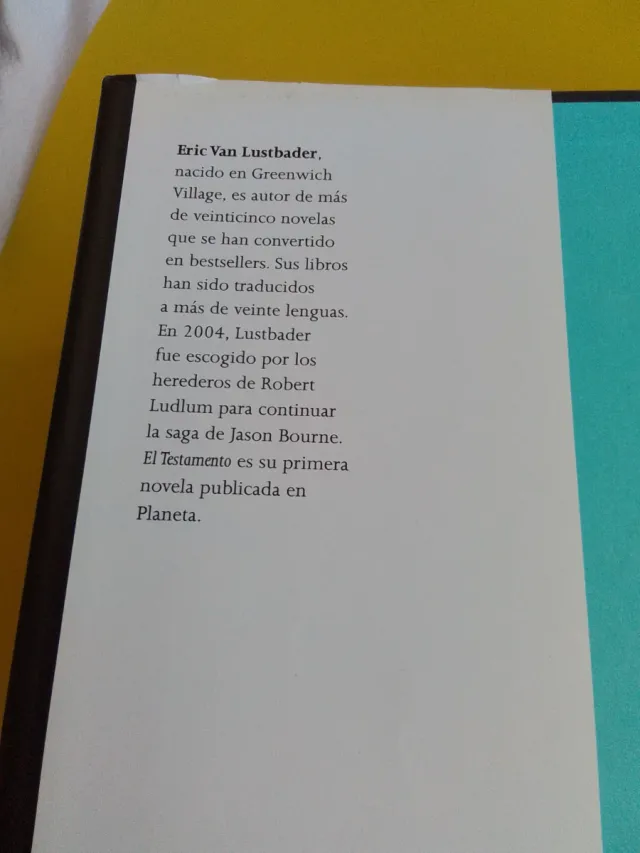 Eric Van Lustbader,
nacido en Greenwich
Village, es autor de más
de veinticinco novelas
que se han convertido
en bestsellers. Sus libros
han sido traducidos
a más de veinte lenguas.
En 2004, Lustbader
fue escogido por los
herederos de Robert
Ludlum para continuar
la saga de Jason Bourne.
El Testamento es su primera
novela publicada en
Planeta.